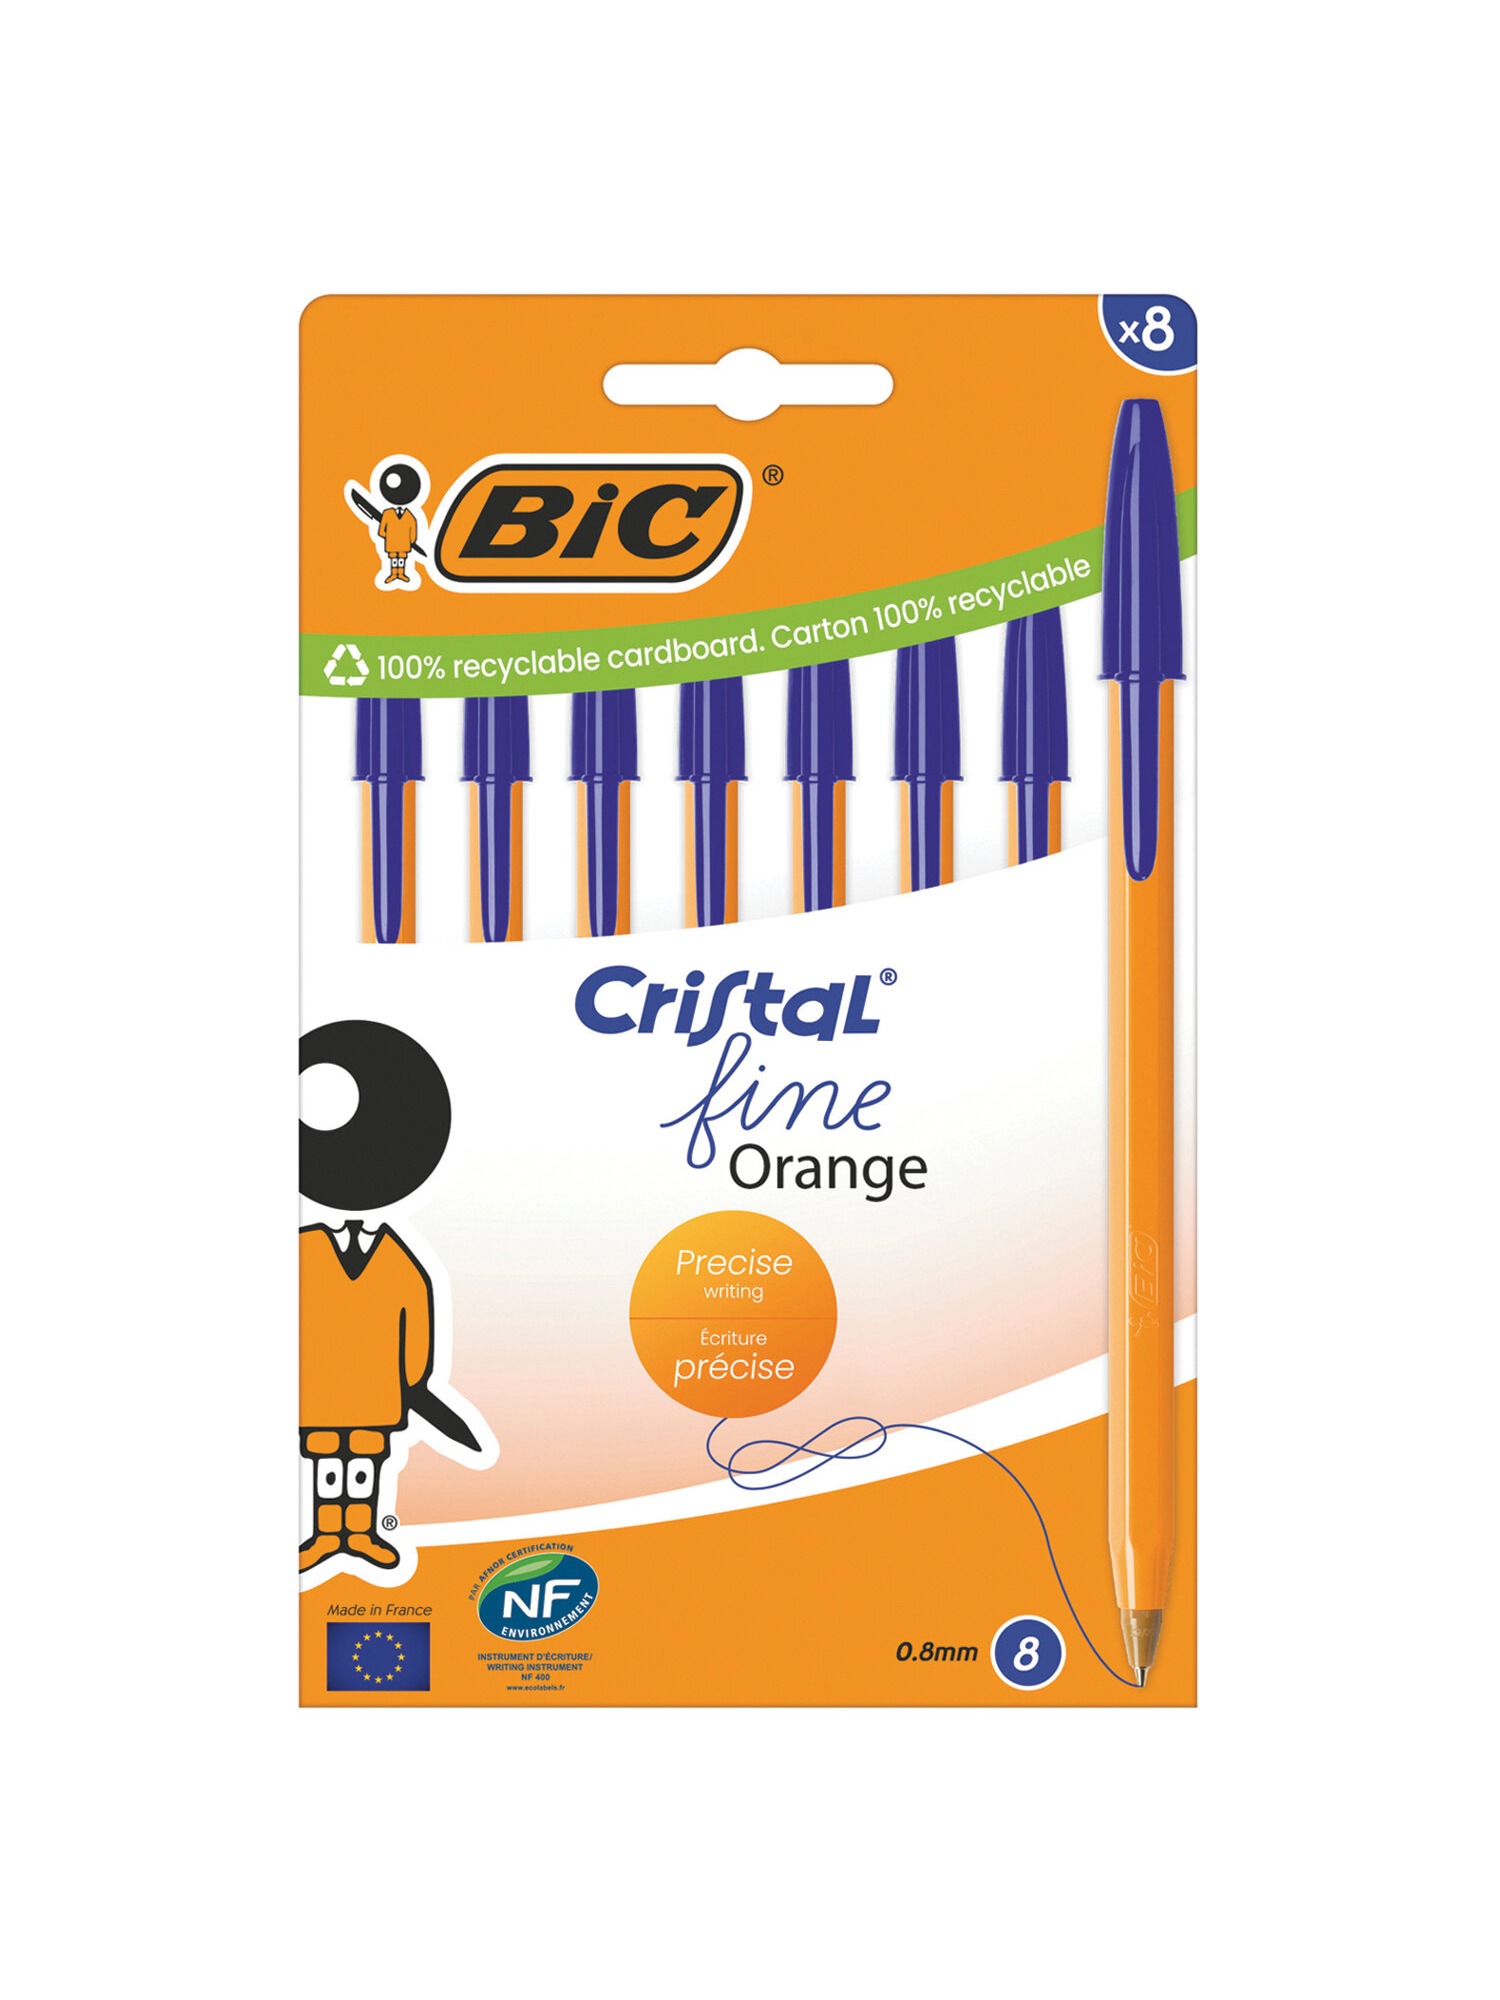 x8
BiC®
100% recyclable cardboard. Carton 100% recyclable
Cristal®
fine
Orange
Precise
writing
Écriture
précise
BIC
®
Made in France
PAR AFNOR CERTIFICATION
NF
ENVIRONNEMENT
INSTRUMENT D'ÉCRITURE/
WRITING INSTRUMENT
NF 400
www.ecolabels.fr
0.8mm
8